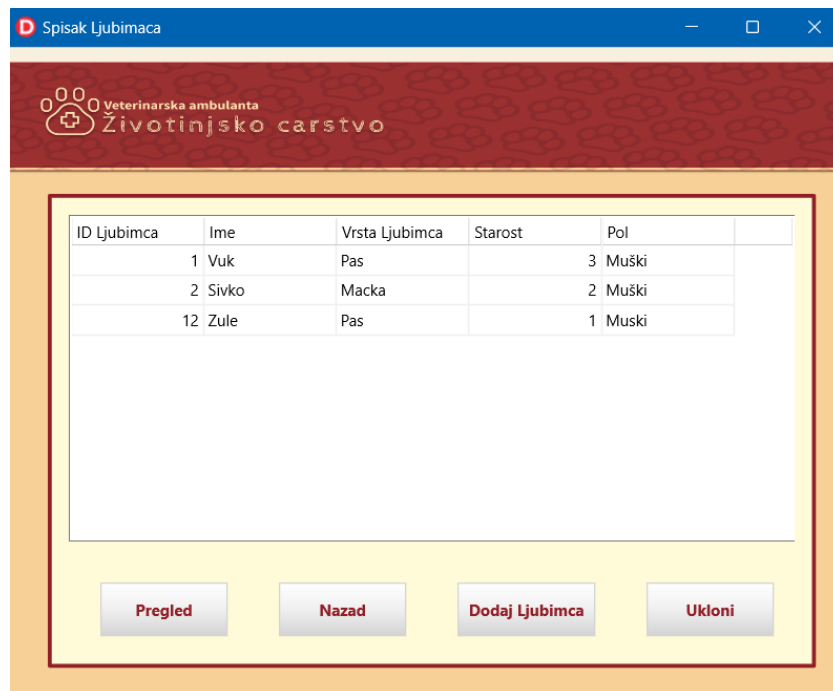 D Spisak Ljubimaca
Veterinarska ambulanta
Životinjsko carstvo
ID Ljubimca Ime Vrsta Ljubimca Starost Pol
1 Vuk Pas 3 Muški
2 Sivko Macka 2 Muški
12 Zule Pas 1 Muski
Pregled Nazad Dodaj Ljubimca Ukloni